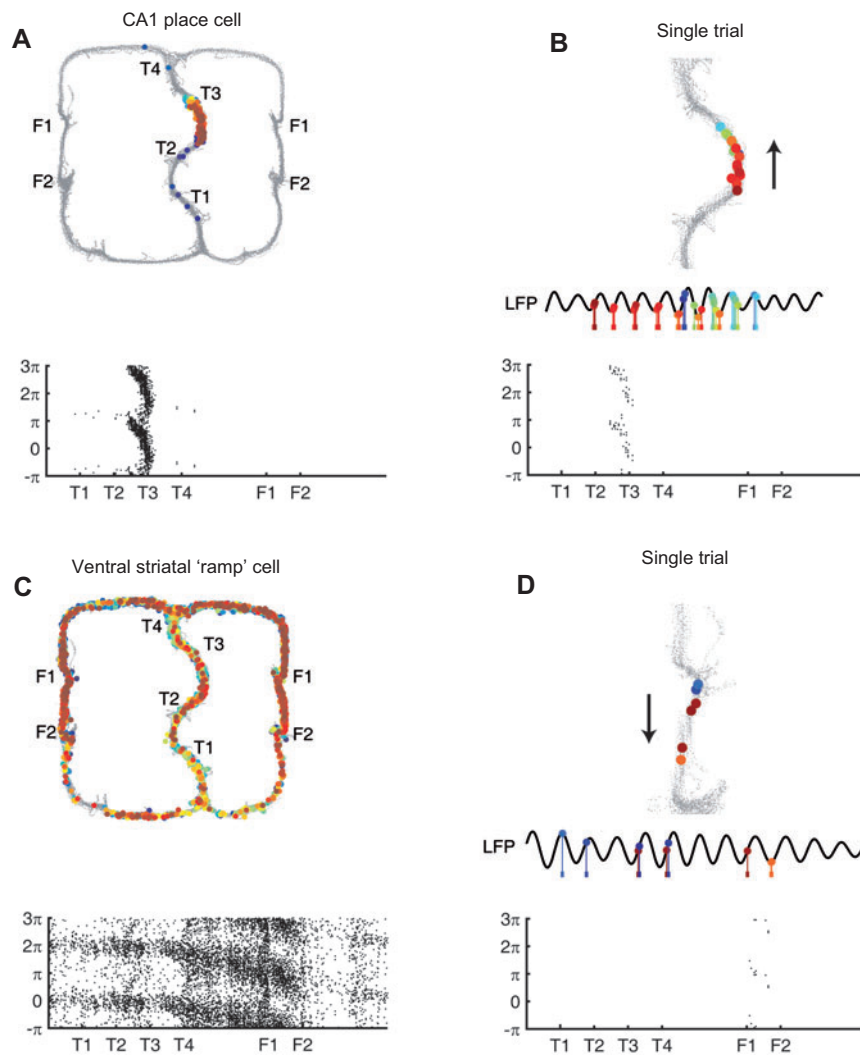 A
CA1 place cell
T4
T3
F1
F1
T2
F2
F2
T1
3π
2π
π
0
-π
T1 T2 T3 T4 F1 F2
B
Single trial
LFP
3π
2π
π
0
-π
T1 T2 T3 T4 F1 F2
C
Ventral striatal ‘ramp’ cell
T4
T3
F1
F1
T2
F2
F2
T1
3π
2π
π
0
-π
T1 T2 T3 T4 F1 F2
D
Single trial
LFP
3π
2π
π
0
-π
T1 T2 T3 T4 F1 F2